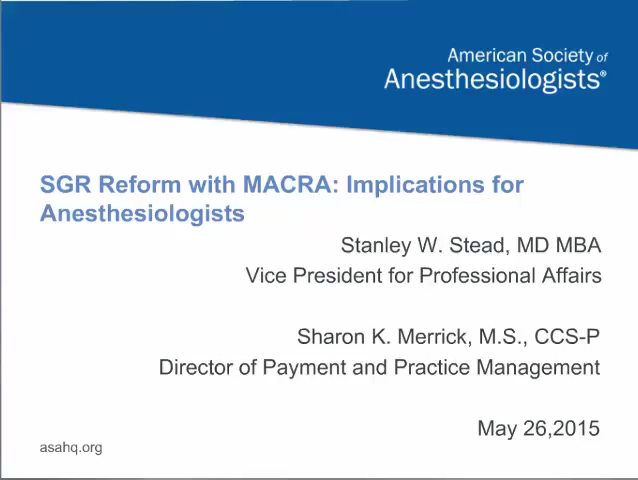 American Society of
Anesthesiologists®
SGR Reform with MACRA: Implications for
Anesthesiologists
Stanley W. Stead, MD MBA
Vice President for Professional Affairs
Sharon K. Merrick, M.S., CCS-P
Director of Payment and Practice Management
May 26,2015
asahq.org